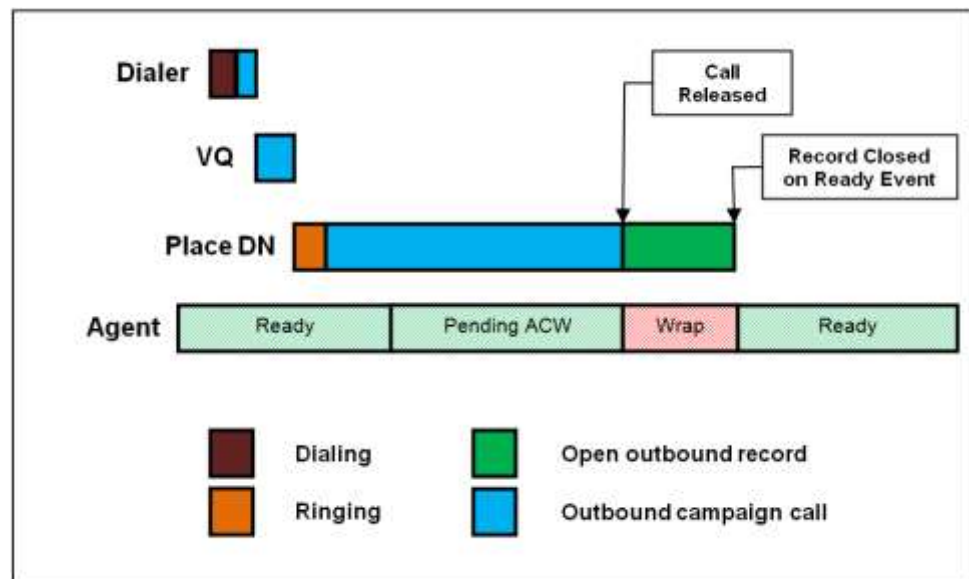 Dialer
Call
Released
VQ
Record Closed
on Ready Event
Place DN
Agent
Ready
Pending ACW
Wrap
Ready
Dialing
Open outbound record
Ringing
Outbound campaign call